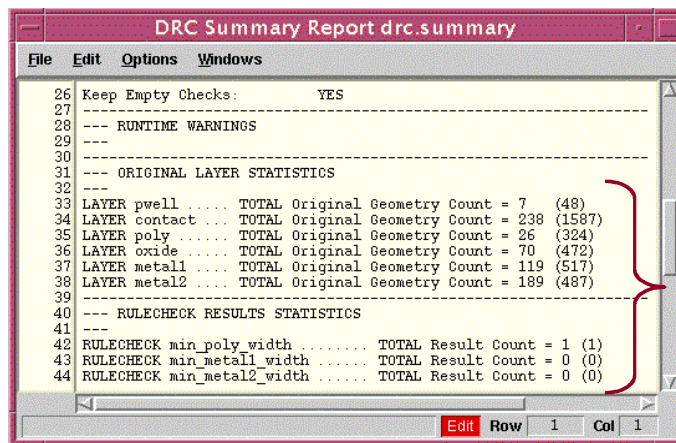 DRC Summary Report drc.summary
File Edit Options Windows
26 Keep Empty Checks: YES
27 --------------------------------------------------------------------
28 --- RUNTIME WARNINGS
29 ---
30 --------------------------------------------------------------------
31 --- ORIGINAL LAYER STATISTICS
32 ---
33 LAYER pwell ..... TOTAL Original Geometry Count = 7 (48)
34 LAYER contact ... TOTAL Original Geometry Count = 238 (1587)
35 LAYER poly ...... TOTAL Original Geometry Count = 26 (324)
36 LAYER oxide ..... TOTAL Original Geometry Count = 70 (472)
37 LAYER metal1 .... TOTAL Original Geometry Count = 119 (517)
38 LAYER metal2 .... TOTAL Original Geometry Count = 189 (487)
39 --------------------------------------------------------------------
40 --- RULECHECK RESULTS STATISTICS
41 ---
42 RULECHECK min_poly_width ........ TOTAL Result Count = 1 (1)
43 RULECHECK min_metal1_width ...... TOTAL Result Count = 0 (0)
44 RULECHECK min_metal2_width ...... TOTAL Result Count = 0 (0)
Edit Row 1 Col 1